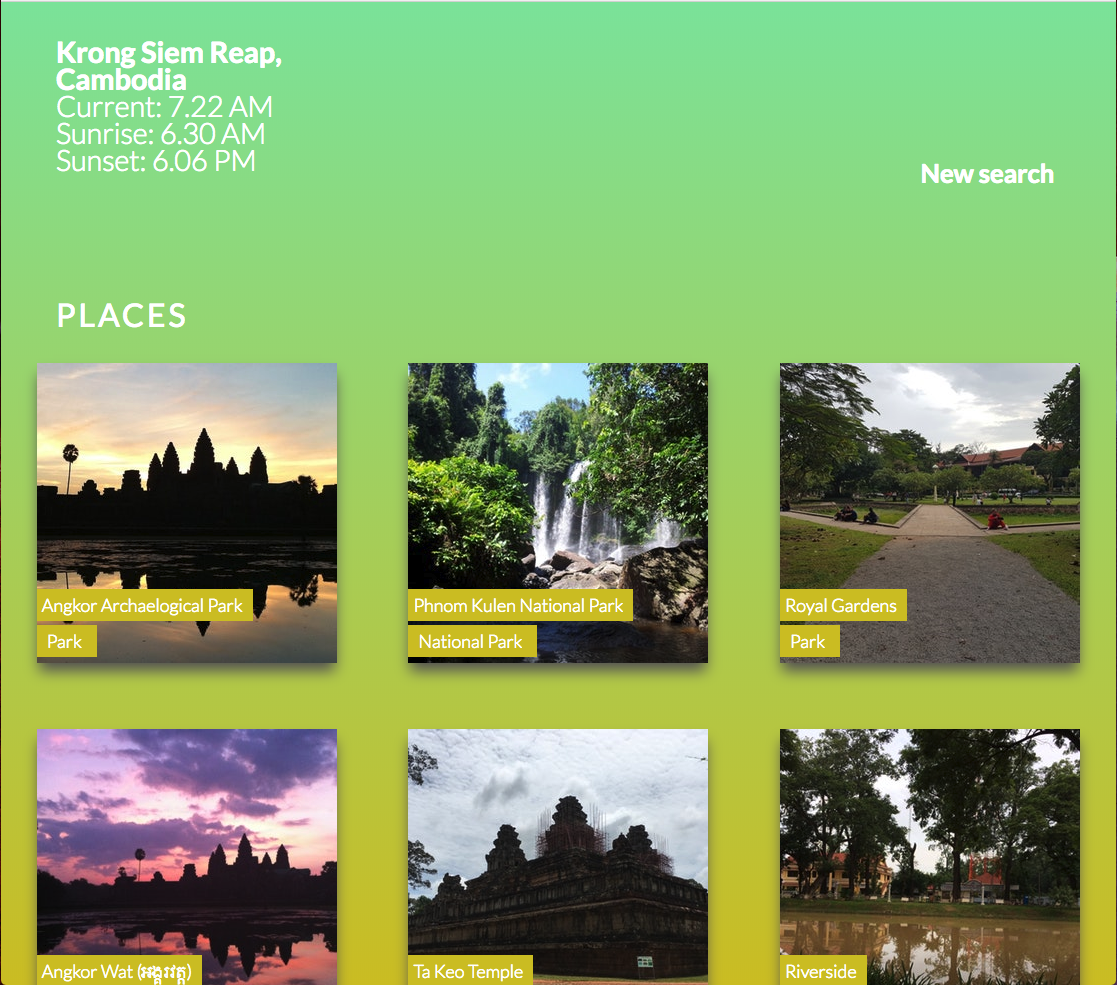 Krong Siem Reap,
Cambodia
Current: 7.22 AM
Sunrise: 6.30 AM
Sunset: 6.06 PM
New search
PLACES
Angkor Archaelogical Park
Park
Phnom Kulen National Park
National Park
Royal Gardens
Park
Angkor Wat (អង្គរវត្ត)
Ta Keo Temple
Riverside